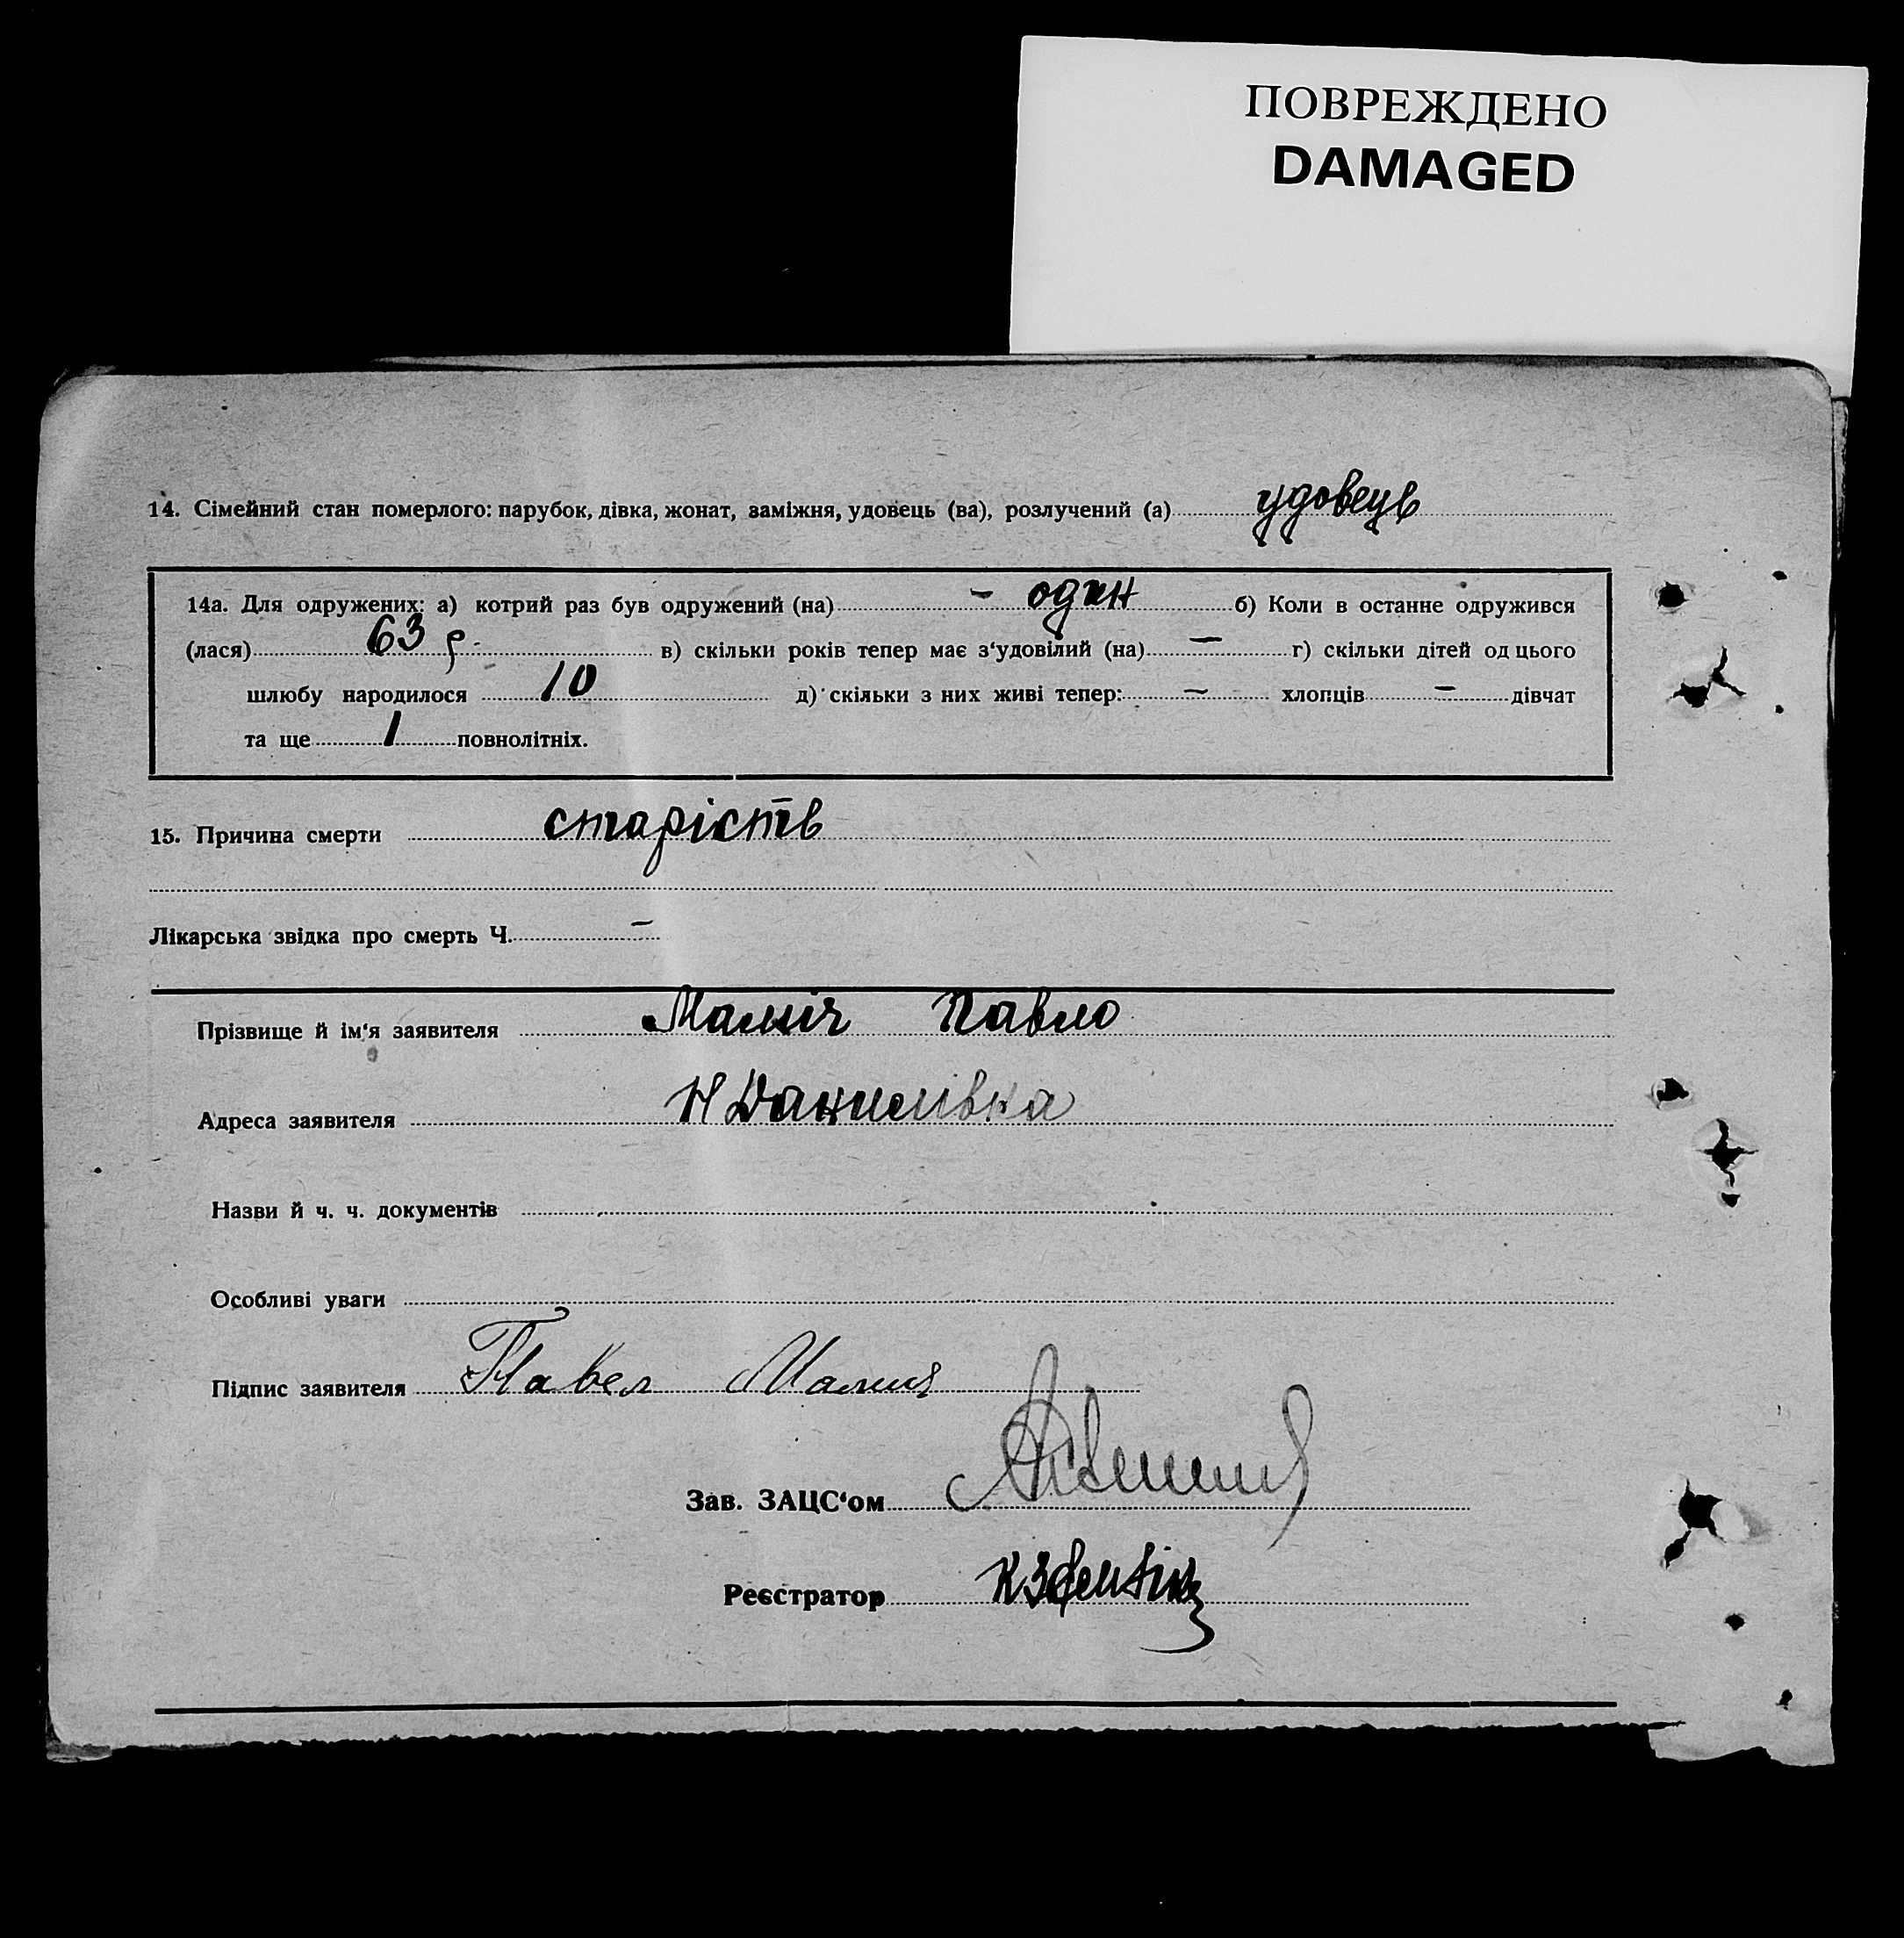 ПОВРЕЖДЕНО
DAMAGED
14. Сімейний стан померлого: парубок, дівка, жонат, заміжня, удовець (ва), розлучений (а) удовець
14а. Для одружених: а) котрий раз був одружений (на) - один б) Коли в останне одружився
(лася) 63 р. в) скільки років тепер має з‘удовілий (на) — г) скільки дітей од цього
шлюбу народилося 10 д) скільки з них живі тепер: — хлопців — дівчат
та ще 1 повнолітніх.
15. Причина смерти старість
Лікарська звідка про смерть Ч. —
Прізвище й ім‘я заявителя Малич Павло
Адреса заявителя Н Данилівка
Назви й ч. ч. документів
Особливі уваги
Підпис заявителя Павел Малич
Зав. ЗАЦС‘ом
Реєстратор